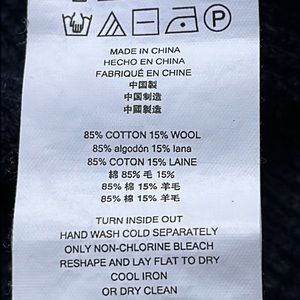 MADE IN CHINA
HECHO EN CHINA
FABRIQUÉ EN CHINE
中国製
中国制造
中國製造
85% COTTON 15% WOOL
85% algodón 15% lana
85% COTON 15% LAINE
綿 85% 毛 15%
85% 棉 15% 羊毛
85% 棉 15% 羊毛
TURN INSIDE OUT
HAND WASH COLD SEPARATELY
ONLY NON-CHLORINE BLEACH
RESHAPE AND LAY FLAT TO DRY
COOL IRON
OR DRY CLEAN